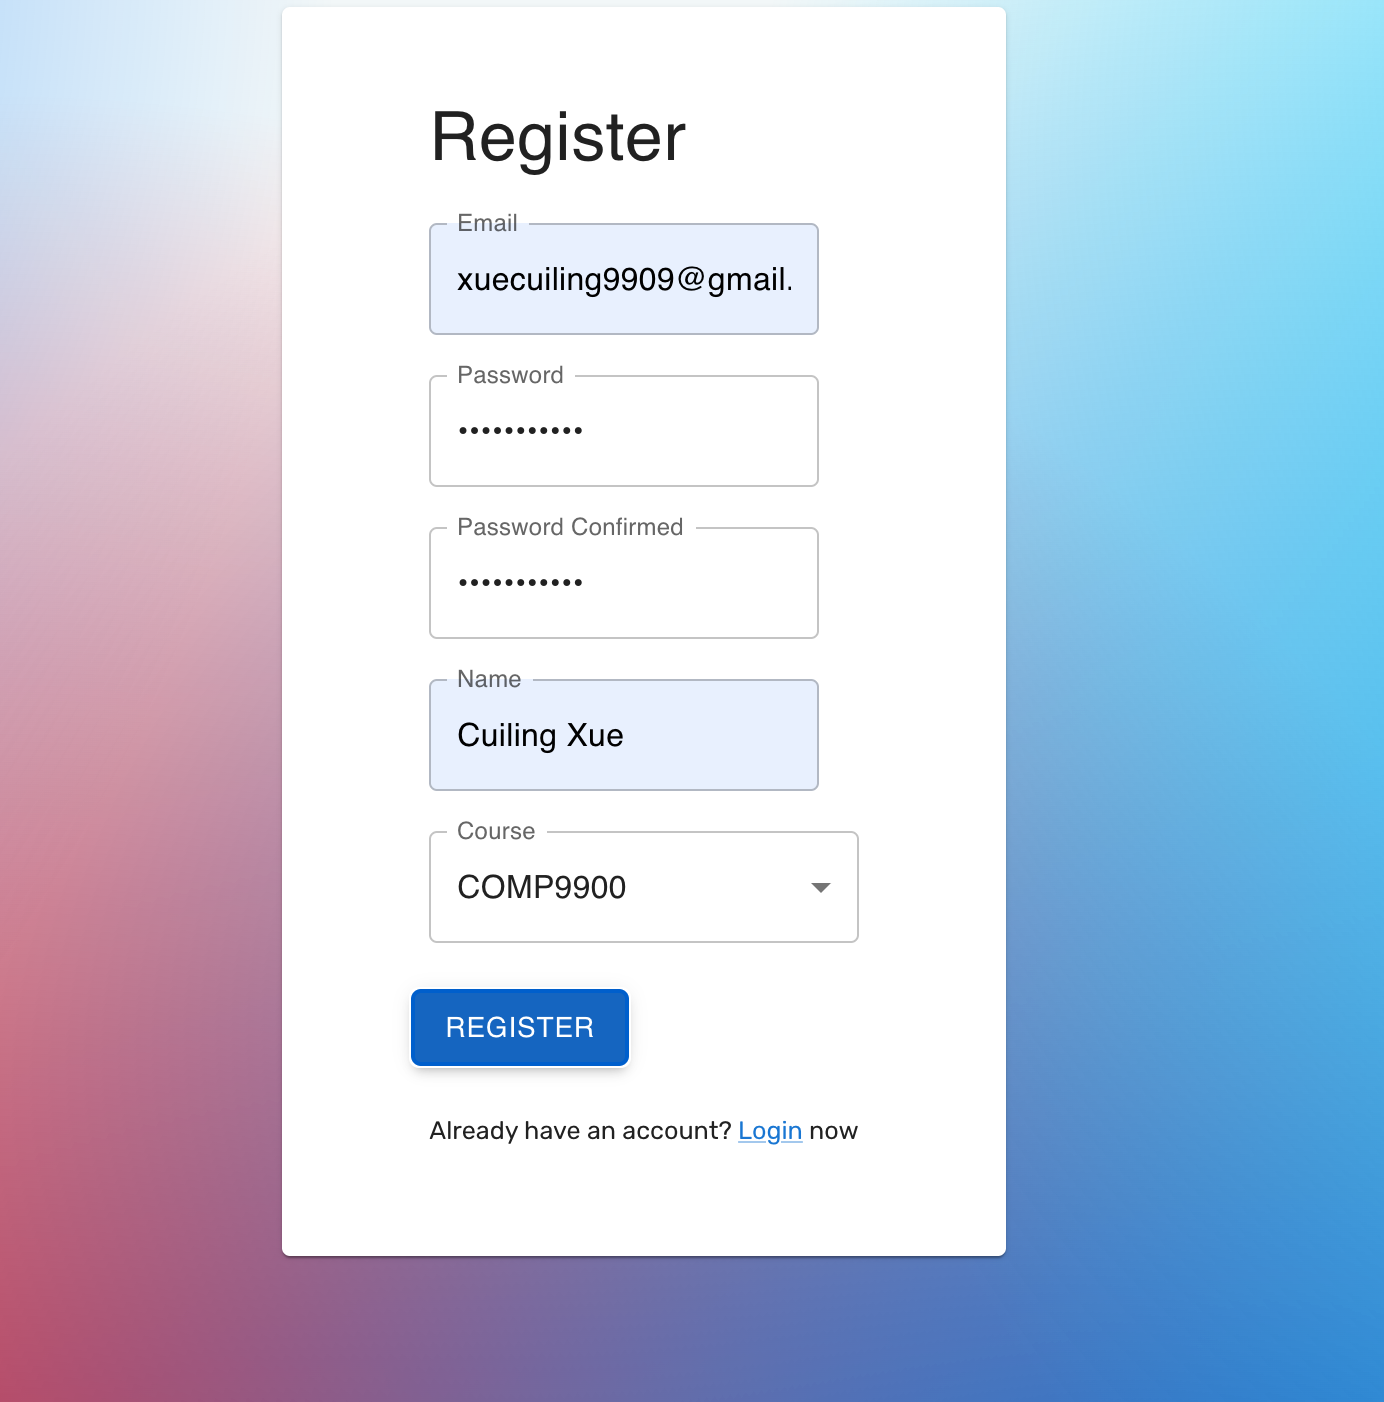 Register
Email
xuecuiling9909@gmail.
Password
•••••••••••
Password Confirmed
•••••••••••
Name
Cuiling Xue
Course
COMP9900
REGISTER
Already have an account? Login now